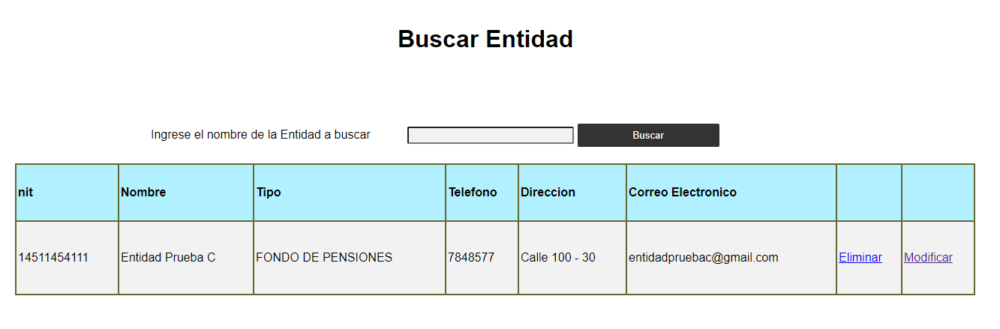 Buscar Entidad
Ingrese el nombre de la Entidad a buscar Buscar
nit Nombre Tipo Telefono Direccion Correo Electronico
14511454111 Entidad Prueba C FONDO DE PENSIONES 7848577 Calle 100 - 30 entidadpruebac@gmail.com Eliminar Modificar